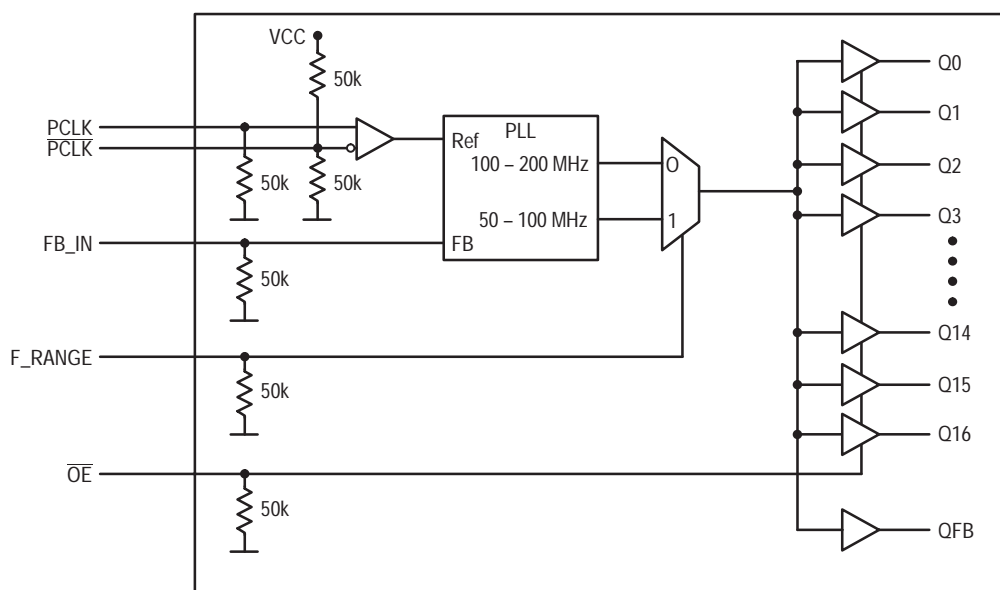 VCC
50k
PCLK
PCLK
50k
50k
Ref
PLL
100 – 200 MHz
50 – 100 MHz
FB
0
1
FB_IN
50k
F_RANGE
50k
OE
50k
Q0
Q1
Q2
Q3
Q14
Q15
Q16
QFB